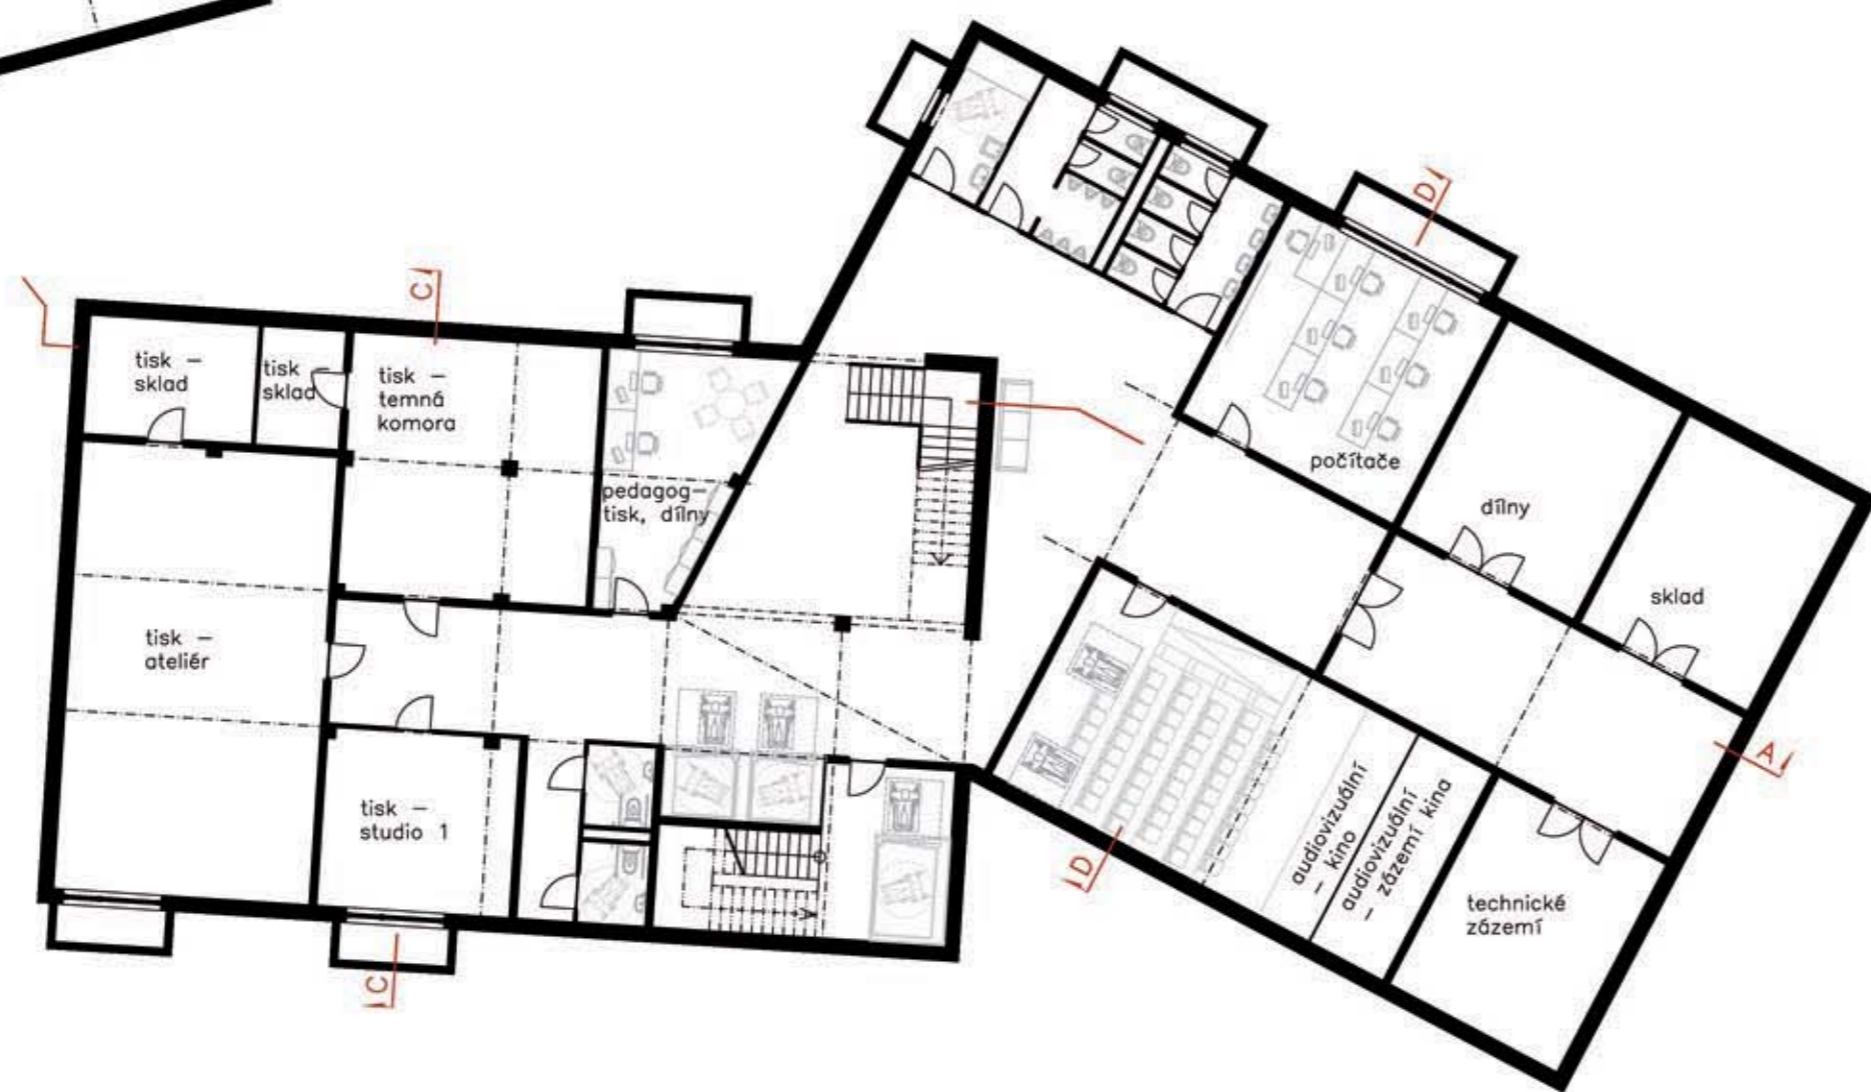 D
C
tisk –
sklad
tisk
sklad
tisk –
temná
komora
pedagog–
tisk, dílny
počítače
dílny
sklad
tisk –
ateliér
tisk –
studio 1
audiovizuální
– kino
audiovizuální
– zázemí kina
technické
zázemí
A
D
C